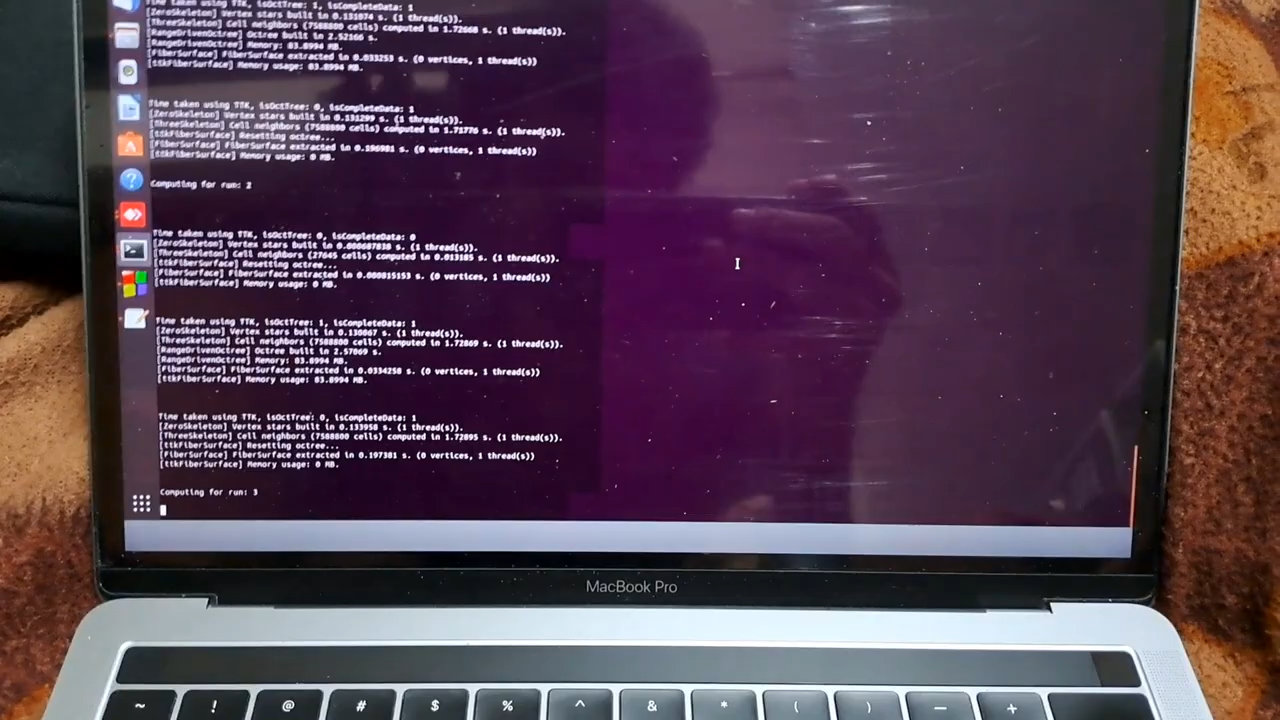 Time taken using TTK, isOctTree: 1, isCompleteData: 1
[ZeroSkeleton] Vertex stars built in 0.131874 s. (1 thread(s)).
[ThreeSkeleton] Cell neighbors (7588800 cells) computed in 1.72668 s. (1 thread(s)).
[RangeDrivenOctree] Octree built in 2.52166 s.
[RangeDrivenOctree] Memory: 83.8994 MB.
[FiberSurface] FiberSurface extracted in 0.033253 s. (0 vertices, 1 thread(s))
[ttkFiberSurface] Memory usage: 83.8994 MB.
Time taken using TTK, isOctTree: 0, isCompleteData: 1
[ZeroSkeleton] Vertex stars built in 0.131299 s. (1 thread(s)).
[ThreeSkeleton] Cell neighbors (7588800 cells) computed in 1.71776 s. (1 thread(s)).
[ttkFiberSurface] Resetting octree...
[FiberSurface] FiberSurface extracted in 0.196981 s. (0 vertices, 1 thread(s))
[ttkFiberSurface] Memory usage: 0 MB.
Computing for run: 2
Time taken using TTK, isOctTree: 0, isCompleteData: 0
[ZeroSkeleton] Vertex stars built in 0.000687838 s. (1 thread(s)).
[ThreeSkeleton] Cell neighbors (27645 cells) computed in 0.013185 s. (1 thread(s)).
[ttkFiberSurface] Resetting octree...
[FiberSurface] FiberSurface extracted in 0.000815153 s. (0 vertices, 1 thread(s))
[ttkFiberSurface] Memory usage: 0 MB.
Time taken using TTK, isOctTree: 1, isCompleteData: 1
[ZeroSkeleton] Vertex stars built in 0.130067 s. (1 thread(s)).
[ThreeSkeleton] Cell neighbors (7588800 cells) computed in 1.72869 s. (1 thread(s)).
[RangeDrivenOctree] Octree built in 2.57069 s.
[RangeDrivenOctree] Memory: 83.8994 MB.
[FiberSurface] FiberSurface extracted in 0.0334258 s. (0 vertices, 1 thread(s))
[ttkFiberSurface] Memory usage: 83.8994 MB.
Time taken using TTK, isOctTree: 0, isCompleteData: 1
[ZeroSkeleton] Vertex stars built in 0.133958 s. (1 thread(s)).
[ThreeSkeleton] Cell neighbors (7588800 cells) computed in 1.72895 s. (1 thread(s)).
[ttkFiberSurface] Resetting octree...
[FiberSurface] FiberSurface extracted in 0.197381 s. (0 vertices, 1 thread(s))
[ttkFiberSurface] Memory usage: 0 MB.
Computing for run: 3
MacBook Pro
~ ! @ # $ % ^ & * ( ) — +